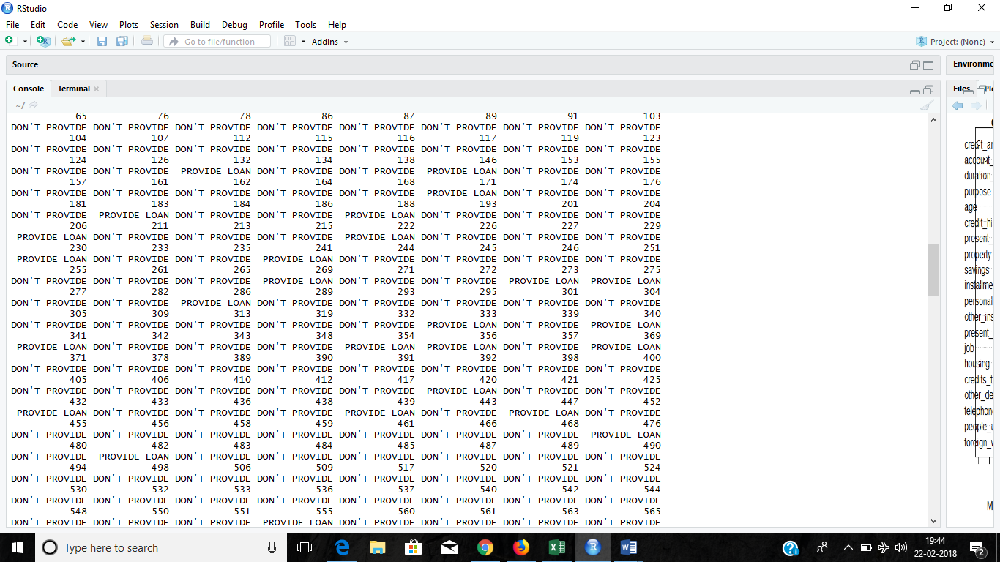 RStudio
File Edit Code View Plots Session Build Debug Profile Tools Help
Go to file/function Addins Project: (None)
Source
Environme
Console Terminal
Files Plo
~/
65 76 78 86 87 89 91 103
DON'T PROVIDE DON'T PROVIDE DON'T PROVIDE DON'T PROVIDE DON'T PROVIDE DON'T PROVIDE DON'T PROVIDE DON'T PROVIDE
104 107 112 115 116 117 119 123
DON'T PROVIDE DON'T PROVIDE DON'T PROVIDE DON'T PROVIDE DON'T PROVIDE DON'T PROVIDE DON'T PROVIDE DON'T PROVIDE
124 126 132 134 138 146 153 155
DON'T PROVIDE DON'T PROVIDE PROVIDE LOAN DON'T PROVIDE DON'T PROVIDE PROVIDE LOAN DON'T PROVIDE DON'T PROVIDE
157 161 162 164 168 171 174 176
DON'T PROVIDE DON'T PROVIDE DON'T PROVIDE DON'T PROVIDE DON'T PROVIDE PROVIDE LOAN DON'T PROVIDE DON'T PROVIDE
181 183 184 186 188 193 201 204
DON'T PROVIDE PROVIDE LOAN DON'T PROVIDE DON'T PROVIDE PROVIDE LOAN DON'T PROVIDE DON'T PROVIDE DON'T PROVIDE
206 211 213 215 222 226 227 229
PROVIDE LOAN DON'T PROVIDE DON'T PROVIDE DON'T PROVIDE PROVIDE LOAN DON'T PROVIDE DON'T PROVIDE DON'T PROVIDE
230 233 235 241 244 245 246 251
PROVIDE LOAN DON'T PROVIDE DON'T PROVIDE PROVIDE LOAN DON'T PROVIDE DON'T PROVIDE DON'T PROVIDE DON'T PROVIDE
255 261 265 269 271 272 273 275
DON'T PROVIDE DON'T PROVIDE DON'T PROVIDE PROVIDE LOAN DON'T PROVIDE DON'T PROVIDE PROVIDE LOAN PROVIDE LOAN
277 282 286 289 293 295 301 304
DON'T PROVIDE DON'T PROVIDE PROVIDE LOAN DON'T PROVIDE DON'T PROVIDE DON'T PROVIDE DON'T PROVIDE DON'T PROVIDE
305 309 313 319 332 333 339 340
DON'T PROVIDE DON'T PROVIDE DON'T PROVIDE DON'T PROVIDE DON'T PROVIDE PROVIDE LOAN DON'T PROVIDE PROVIDE LOAN
341 342 343 348 354 356 357 369
PROVIDE LOAN DON'T PROVIDE DON'T PROVIDE DON'T PROVIDE PROVIDE LOAN PROVIDE LOAN DON'T PROVIDE PROVIDE LOAN
371 378 389 390 391 392 398 400
DON'T PROVIDE DON'T PROVIDE DON'T PROVIDE DON'T PROVIDE DON'T PROVIDE DON'T PROVIDE DON'T PROVIDE DON'T PROVIDE
405 406 410 412 417 420 421 425
DON'T PROVIDE DON'T PROVIDE DON'T PROVIDE DON'T PROVIDE DON'T PROVIDE PROVIDE LOAN DON'T PROVIDE DON'T PROVIDE
432 433 436 438 439 443 447 452
PROVIDE LOAN DON'T PROVIDE DON'T PROVIDE DON'T PROVIDE PROVIDE LOAN DON'T PROVIDE PROVIDE LOAN DON'T PROVIDE
455 456 458 459 461 466 468 476
DON'T PROVIDE DON'T PROVIDE DON'T PROVIDE DON'T PROVIDE DON'T PROVIDE DON'T PROVIDE DON'T PROVIDE PROVIDE LOAN
480 482 483 484 485 487 489 490
DON'T PROVIDE PROVIDE LOAN DON'T PROVIDE DON'T PROVIDE DON'T PROVIDE DON'T PROVIDE DON'T PROVIDE DON'T PROVIDE
494 498 506 509 517 520 521 524
DON'T PROVIDE DON'T PROVIDE DON'T PROVIDE DON'T PROVIDE DON'T PROVIDE DON'T PROVIDE DON'T PROVIDE DON'T PROVIDE
530 532 533 536 537 540 542 544
DON'T PROVIDE DON'T PROVIDE DON'T PROVIDE DON'T PROVIDE DON'T PROVIDE DON'T PROVIDE DON'T PROVIDE DON'T PROVIDE
548 550 551 555 560 561 563 565
DON'T PROVIDE DON'T PROVIDE DON'T PROVIDE PROVIDE LOAN DON'T PROVIDE DON'T PROVIDE DON'T PROVIDE DON'T PROVIDE
credit_ar
account_
duration_
purpose
age
credit_his
present_
property
savings
installme
personal_
other_ins
present_
job
housing
credits_th
other_de
telephone
people_u
foreign_w
Type here to search
19:44
22-02-2018
2